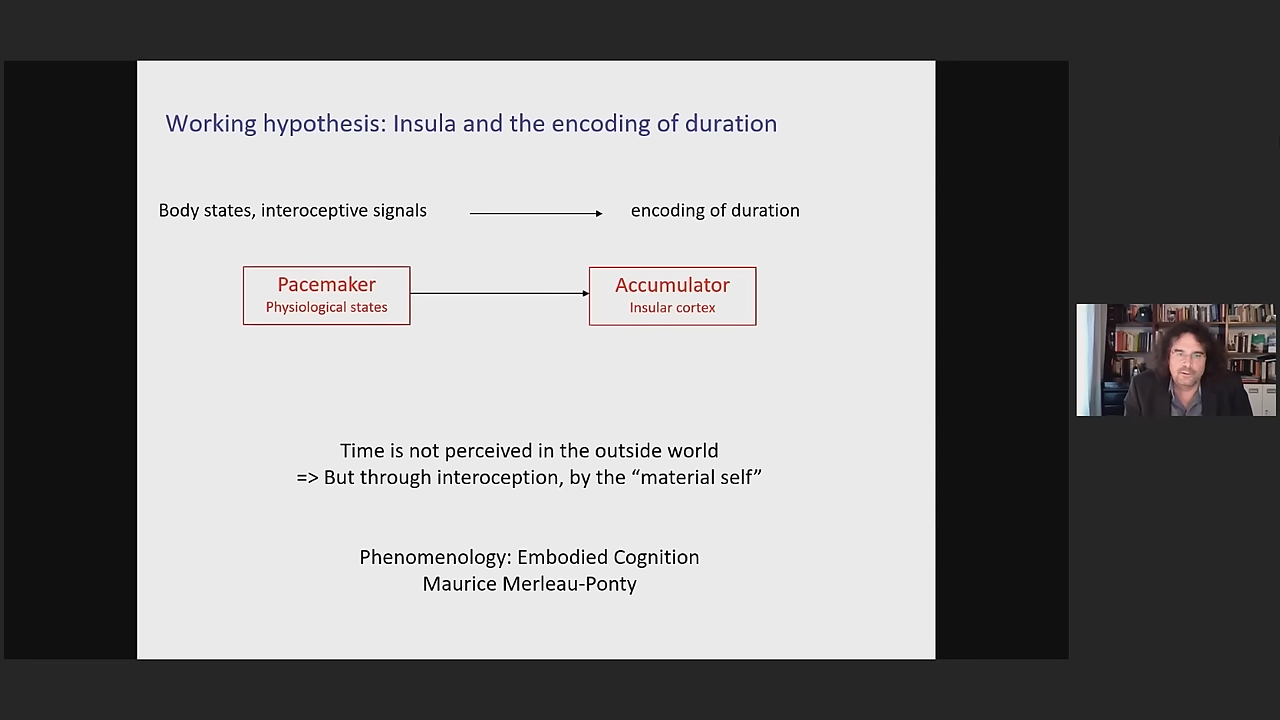 Working hypothesis: Insula and the encoding of duration
Body states, interoceptive signals
encoding of duration
Pacemaker
Physiological states
Accumulator
Insular cortex
Time is not perceived in the outside world
=> But through interoception, by the “material self”
Phenomenology: Embodied Cognition
Maurice Merleau-Ponty